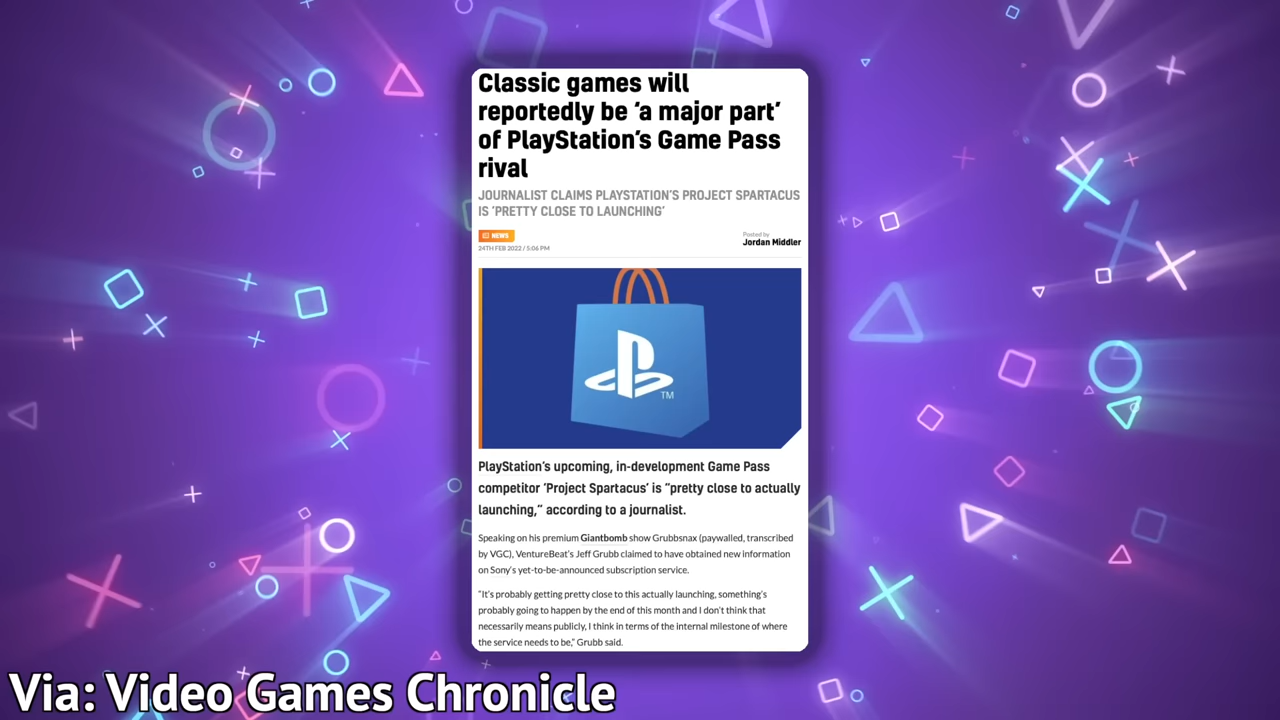 Classic games will
reportedly be ‘a major part’
of PlayStation’s Game Pass
rival
JOURNALIST CLAIMS PLAYSTATION’S PROJECT SPARTACUS
IS ‘PRETTY CLOSE TO LAUNCHING’
NEWS
24TH FEB 2022 / 5:06 PM
Posted by
Jordan Middler
TM
PlayStation’s upcoming, in-development Game Pass
competitor ‘Project Spartacus’ is “pretty close to actually
launching,” according to a journalist.
Speaking on his premium Giantbomb show Grubbsnax (paywalled, transcribed
by VGC), VentureBeat’s Jeff Grubb claimed to have obtained new information
on Sony’s yet-to-be-announced subscription service.
“It’s probably getting pretty close to this actually launching, something’s
probably going to happen by the end of this month and I don’t think that
necessarily means publicly, I think in terms of the internal milestone of where
the service needs to be,” Grubb said.
Via: Video Games Chronicle